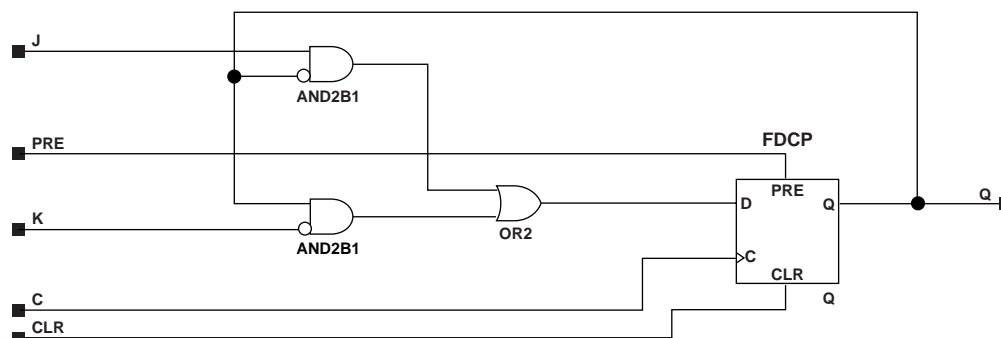 J
AND2B1
PRE
FDCP
PRE
D
Q
Q
K
OR2
AND2B1
C
CLR
C
Q
CLR